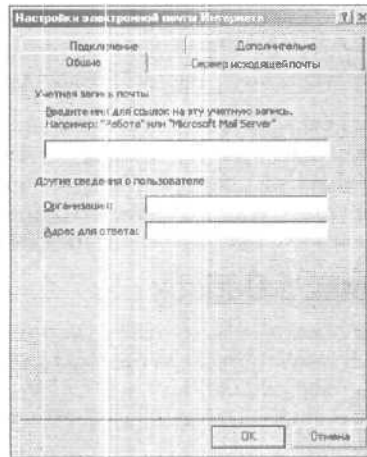 Настройки электронной почты Интернета
Подключение
Дополнительно
Общие
Сервер исходящей почты
Учетная запись почты
Введите имя для ссылок на эту учетную запись.
Например: "Работа" или "Microsoft Mail Server"
Другие сведения о пользователе
Организация:
Адрес для ответа:
OK
Отмена